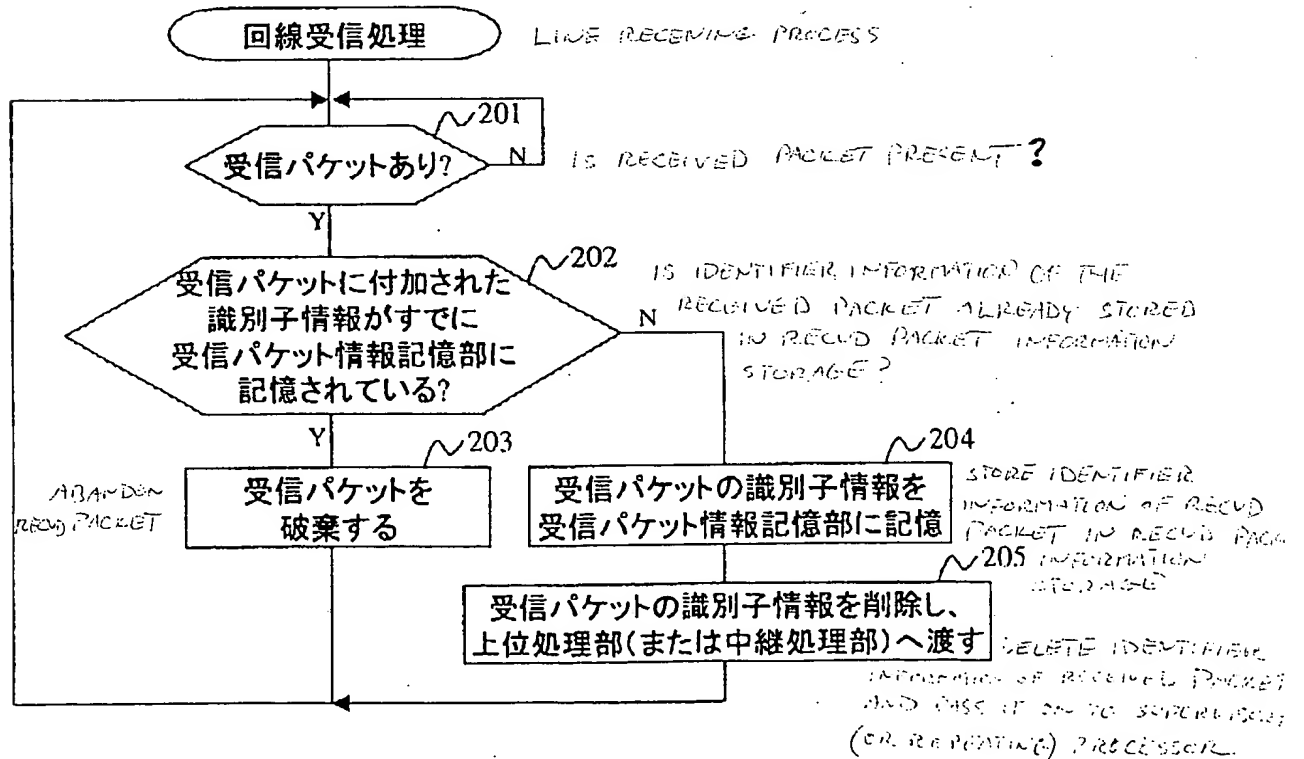 回線受信処理
LINE RECEIVING PROCESS
201
受信パケットあり?
N
IS RECEIVED PACKET PRESENT?
Y
202
受信パケットに付加された
識別子情報がすでに
受信パケット情報記憶部に
記憶されている?
N
IS IDENTIFIER INFORMATION OF THE
RECEIVED PACKET ALREADY STORED
IN RECVD PACKET INFORMATION
STORAGE?
Y
203
ABANDON
RECVD PACKET
受信パケットを
破棄する
204
受信パケットの識別子情報を
受信パケット情報記憶部に記憶
STORE IDENTIFIER
INFORMATION OF RECVD
PACKET IN RECVD PACK
INFORMATION
STORAGE
205
受信パケットの識別子情報を削除し、
上位処理部(または中継処理部)へ渡す
DELETE IDENTIFIER
INFORMATION OF RECEIVED PACKET
AND PASS IT ON TO
(OR REPEATING) PROCESSOR.